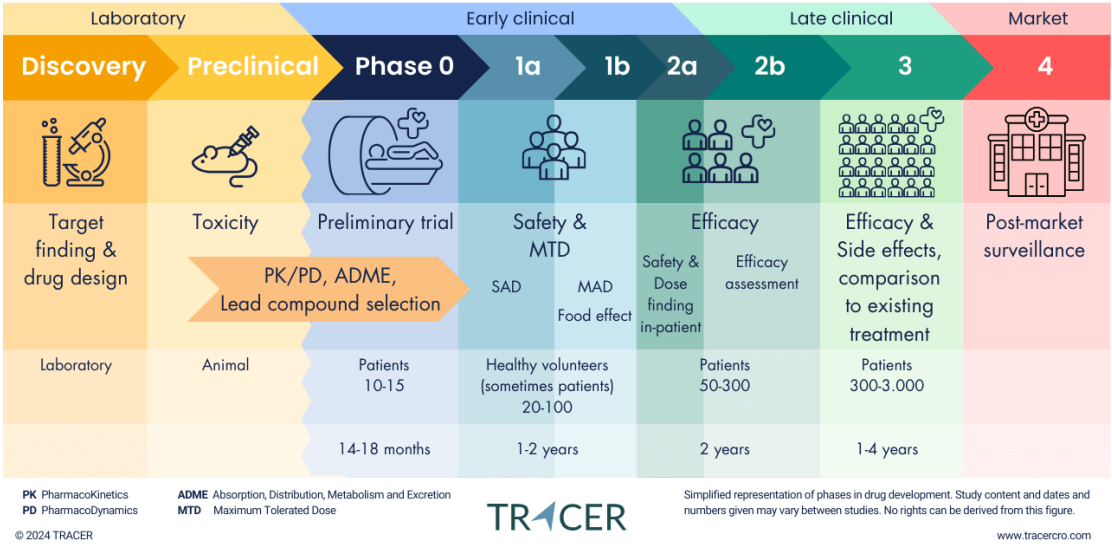 Laboratory
Early clinical
Late clinical
Market
Discovery
Preclinical
Phase 0
1a
1b
2a
2b
3
4
Target
finding &
drug design
Toxicity
Preliminary trial
Safety &
MTD
Efficacy
Efficacy &
Side effects,
comparison
to existing
treatment
Post-market
surveillance
PK/PD, ADME,
Lead compound selection
SAD
MAD
Food effect
Safety &
Dose
finding
in-patient
Efficacy
assessment
Laboratory
Animal
Patients
10-15
Healthy volunteers
(sometimes patients)
20-100
Patients
50-300
Patients
300-3.000
14-18 months
1-2 years
2 years
1-4 years
PK PharmacoKinetics
PD PharmacoDynamics
ADME Absorption, Distribution, Metabolism and Excretion
MTD Maximum Tolerated Dose
TRACER
Simplified representation of phases in drug development. Study content and dates and
numbers given may vary between studies. No rights can be derived from this figure.
© 2024 TRACER
www.tracercro.com